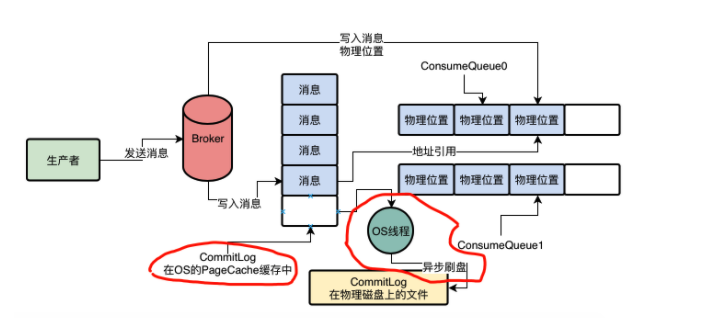 写入消息
物理位置
ConsumeQueue0
消息
消息
消息
消息
Broker
生产者
发送消息
写入消息
物理位置
物理位置
物理位置
地址引用
物理位置
物理位置
物理位置
OS线程
ConsumeQueue1
CommitLog
在OS的PageCache缓存中
异步刷盘
CommitLog
在物理磁盘上的文件